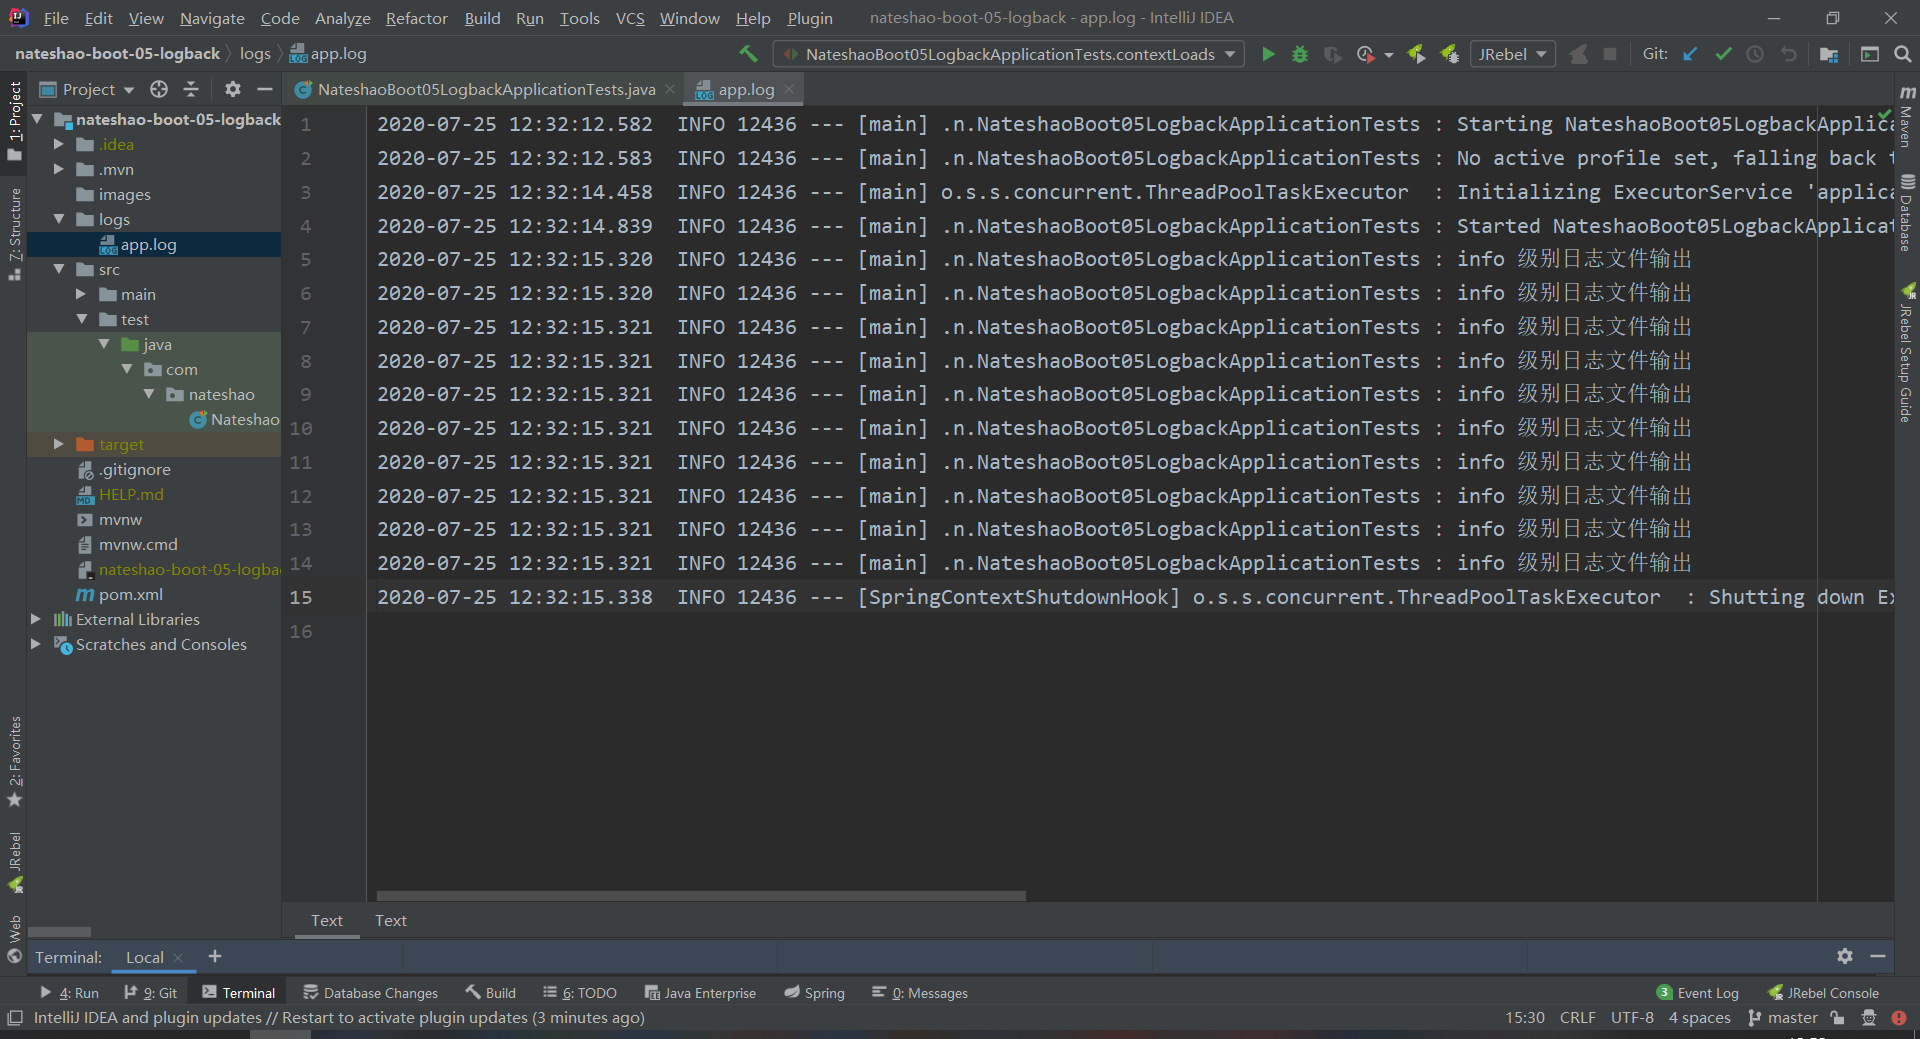 File Edit View Navigate Code Analyze Refactor Build Run Tools VCS Window Help Plugin nateshao-boot-05-logback - app.log - IntelliJ IDEA
nateshao-boot-05-logback logs app.log NateshaoBoot05LogbackApplicationTests.contextLoads JRebel Git:
Project NateshaoBoot05LogbackApplicationTests.java app.log
1: Project
7: Structure
2: Favorites
JRebel
Web
nateshao-boot-05-logback
.idea
.mvn
images
logs
app.log
src
main
test
java
com
nateshao
Nateshao
target
.gitignore
HELP.md
mvnw
mvnw.cmd
nateshao-boot-05-logba
pom.xml
External Libraries
Scratches and Consoles
1 2020-07-25 12:32:12.582  INFO 12436 --- [main] .n.NateshaoBoot05LogbackApplicationTests : Starting NateshaoBoot05LogbackApplica
2 2020-07-25 12:32:12.583  INFO 12436 --- [main] .n.NateshaoBoot05LogbackApplicationTests : No active profile set, falling back t
3 2020-07-25 12:32:14.458  INFO 12436 --- [main] o.s.s.concurrent.ThreadPoolTaskExecutor  : Initializing ExecutorService 'applica
4 2020-07-25 12:32:14.839  INFO 12436 --- [main] .n.NateshaoBoot05LogbackApplicationTests : Started NateshaoBoot05LogbackApplicat
5 2020-07-25 12:32:15.320  INFO 12436 --- [main] .n.NateshaoBoot05LogbackApplicationTests : info 级别日志文件输出
6 2020-07-25 12:32:15.320  INFO 12436 --- [main] .n.NateshaoBoot05LogbackApplicationTests : info 级别日志文件输出
7 2020-07-25 12:32:15.321  INFO 12436 --- [main] .n.NateshaoBoot05LogbackApplicationTests : info 级别日志文件输出
8 2020-07-25 12:32:15.321  INFO 12436 --- [main] .n.NateshaoBoot05LogbackApplicationTests : info 级别日志文件输出
9 2020-07-25 12:32:15.321  INFO 12436 --- [main] .n.NateshaoBoot05LogbackApplicationTests : info 级别日志文件输出
10 2020-07-25 12:32:15.321  INFO 12436 --- [main] .n.NateshaoBoot05LogbackApplicationTests : info 级别日志文件输出
11 2020-07-25 12:32:15.321  INFO 12436 --- [main] .n.NateshaoBoot05LogbackApplicationTests : info 级别日志文件输出
12 2020-07-25 12:32:15.321  INFO 12436 --- [main] .n.NateshaoBoot05LogbackApplicationTests : info 级别日志文件输出
13 2020-07-25 12:32:15.321  INFO 12436 --- [main] .n.NateshaoBoot05LogbackApplicationTests : info 级别日志文件输出
14 2020-07-25 12:32:15.321  INFO 12436 --- [main] .n.NateshaoBoot05LogbackApplicationTests : info 级别日志文件输出
15 2020-07-25 12:32:15.338  INFO 12436 --- [SpringContextShutdownHook] o.s.s.concurrent.ThreadPoolTaskExecutor  : Shutting down Ex
16
Maven
Database
JRebel Setup Guide
Text Text
Terminal: Local
4: Run 9: Git Terminal Database Changes Build 6: TODO Java Enterprise Spring 0: Messages 3 Event Log JRebel Console
IntelliJ IDEA and plugin updates // Restart to activate plugin updates (3 minutes ago) 15:30 CRLF UTF-8 4 spaces master